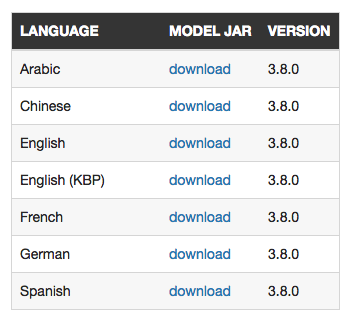 LANGUAGE MODEL JAR VERSION
Arabic download 3.8.0
Chinese download 3.8.0
English download 3.8.0
English (KBP) download 3.8.0
French download 3.8.0
German download 3.8.0
Spanish download 3.8.0